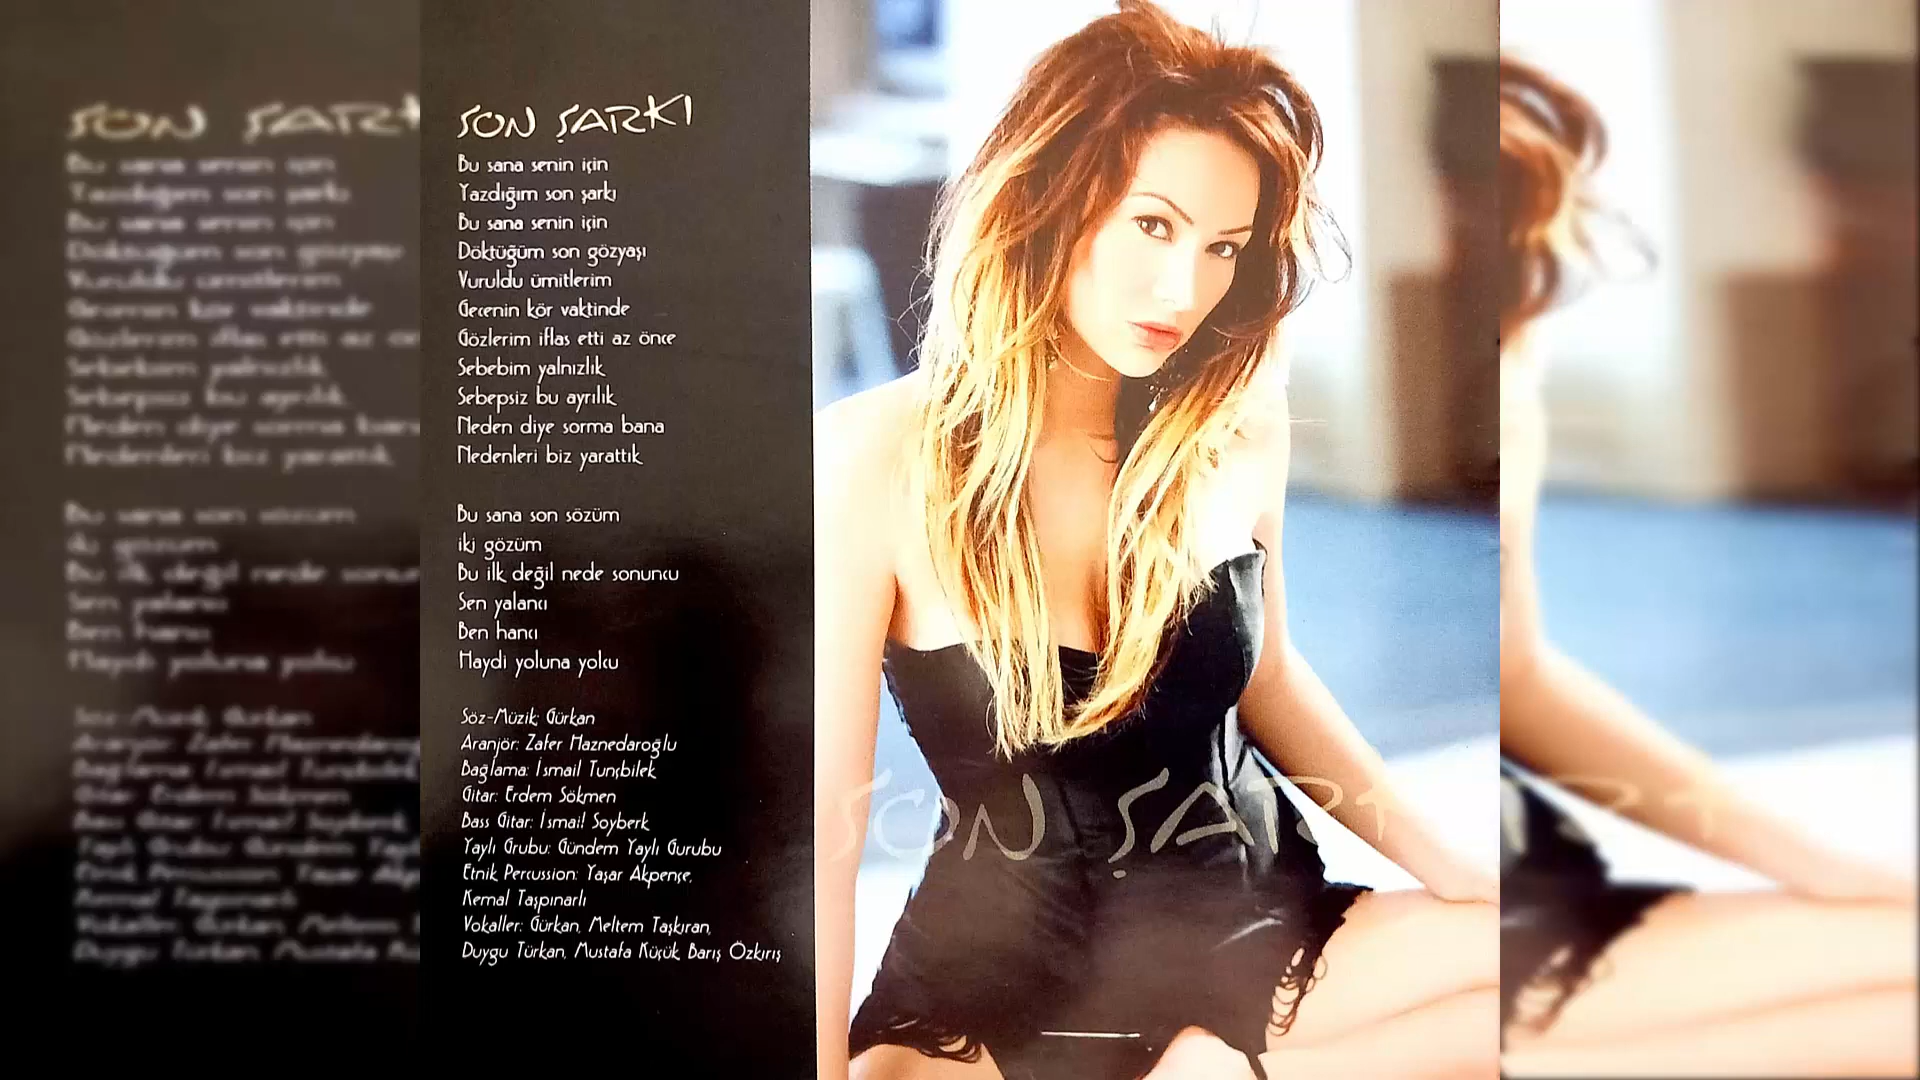 SON ŞARKI
Bu sana senin için
Yazdığım son şarkı
Bu sana senin için
Döktüğüm son gözyaşı
Vuruldu ümitlerim
Gecenin kör vaktinde
Gözlerim iflas etti az önce
Sebebim yalnızlık
Sebepsiz bu ayrılık
Neden diye sorma bana
Nedenleri biz yarattık
Bu sana son sözüm
iki gözüm
Bu ilk değil nede sonuncu
Sen yalancı
Ben hancı
Haydi yoluna yolcu
Söz-Müzik: Gürkan
Aranjör: Zafer Haznedaroğlu
Bağlama: İsmail Tunşbilek
Gitar: Erdem Sökmen
Bass Gitar: İsmail Soyberk
Yaylı Grubu: Gündem Yaylı Gurubu
Etnik Percussion: Yaşar Akpençe,
Kemal Taşpınarlı
Vokaller: Gürkan, Meltem Taşkıran,
Duygu Türkan, Mustafa Küçük, Barış Özkırış
SON ŞARKI